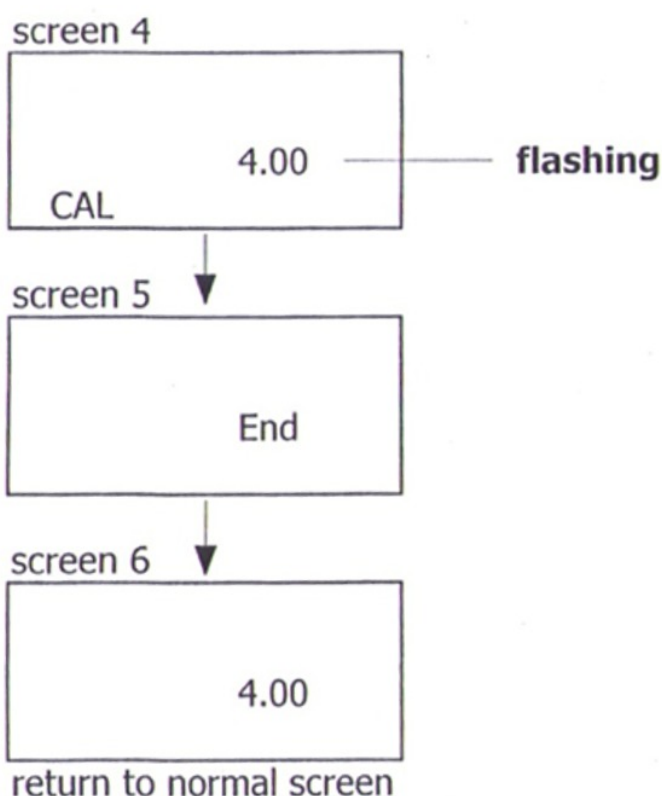 screen 4
4.00
flashing
CAL
screen 5
End
screen 6
4.00
return to normal screen